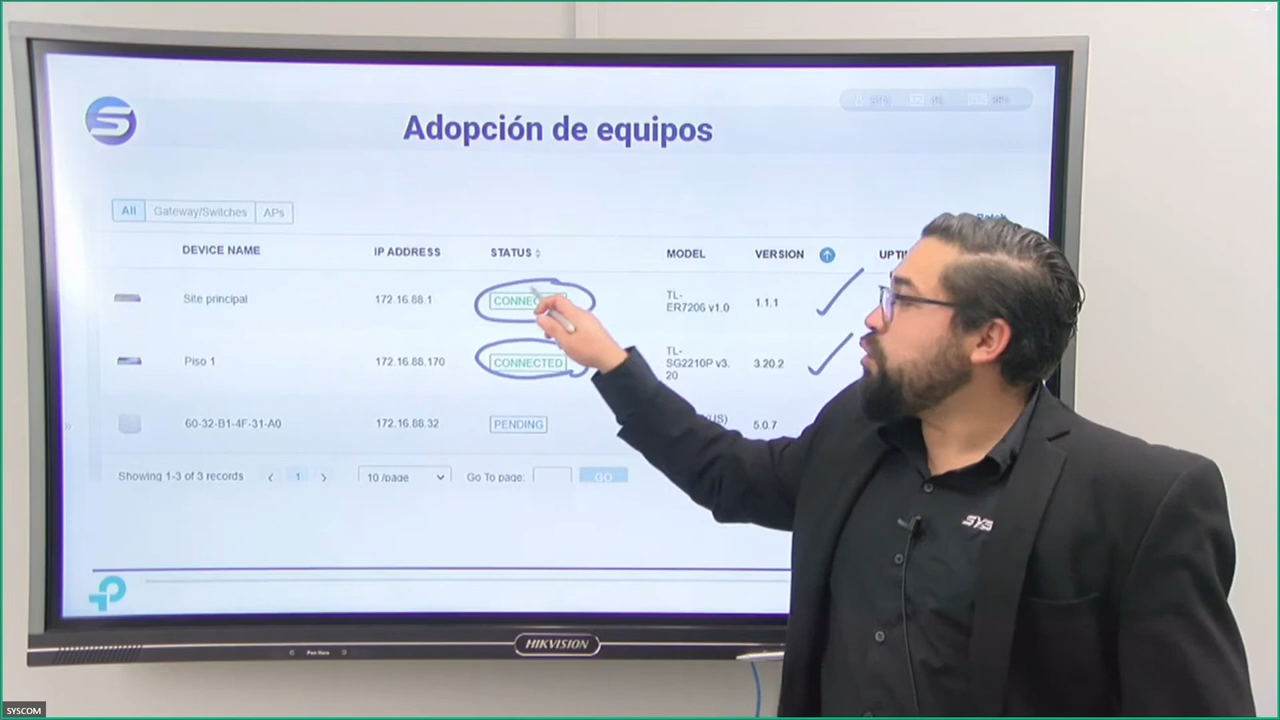 Adopción de equipos
All Gateway/Switches APs
DEVICE NAME IP ADDRESS STATUS MODEL VERSION
Site principal 172.16.88.1 TL-
ER7206 v1.0 1.1.1
Piso 1 172.16.88.170 CONNECTED TL-
SG2210P v3.
20 3.20.2
60-32-B1-4F-31-A0 172.16.88.32 PENDING 5.0.7
Showing 1-3 of 3 records 1 10 /page Go To page: GO
SYS
HIKVISION
SYSCOM